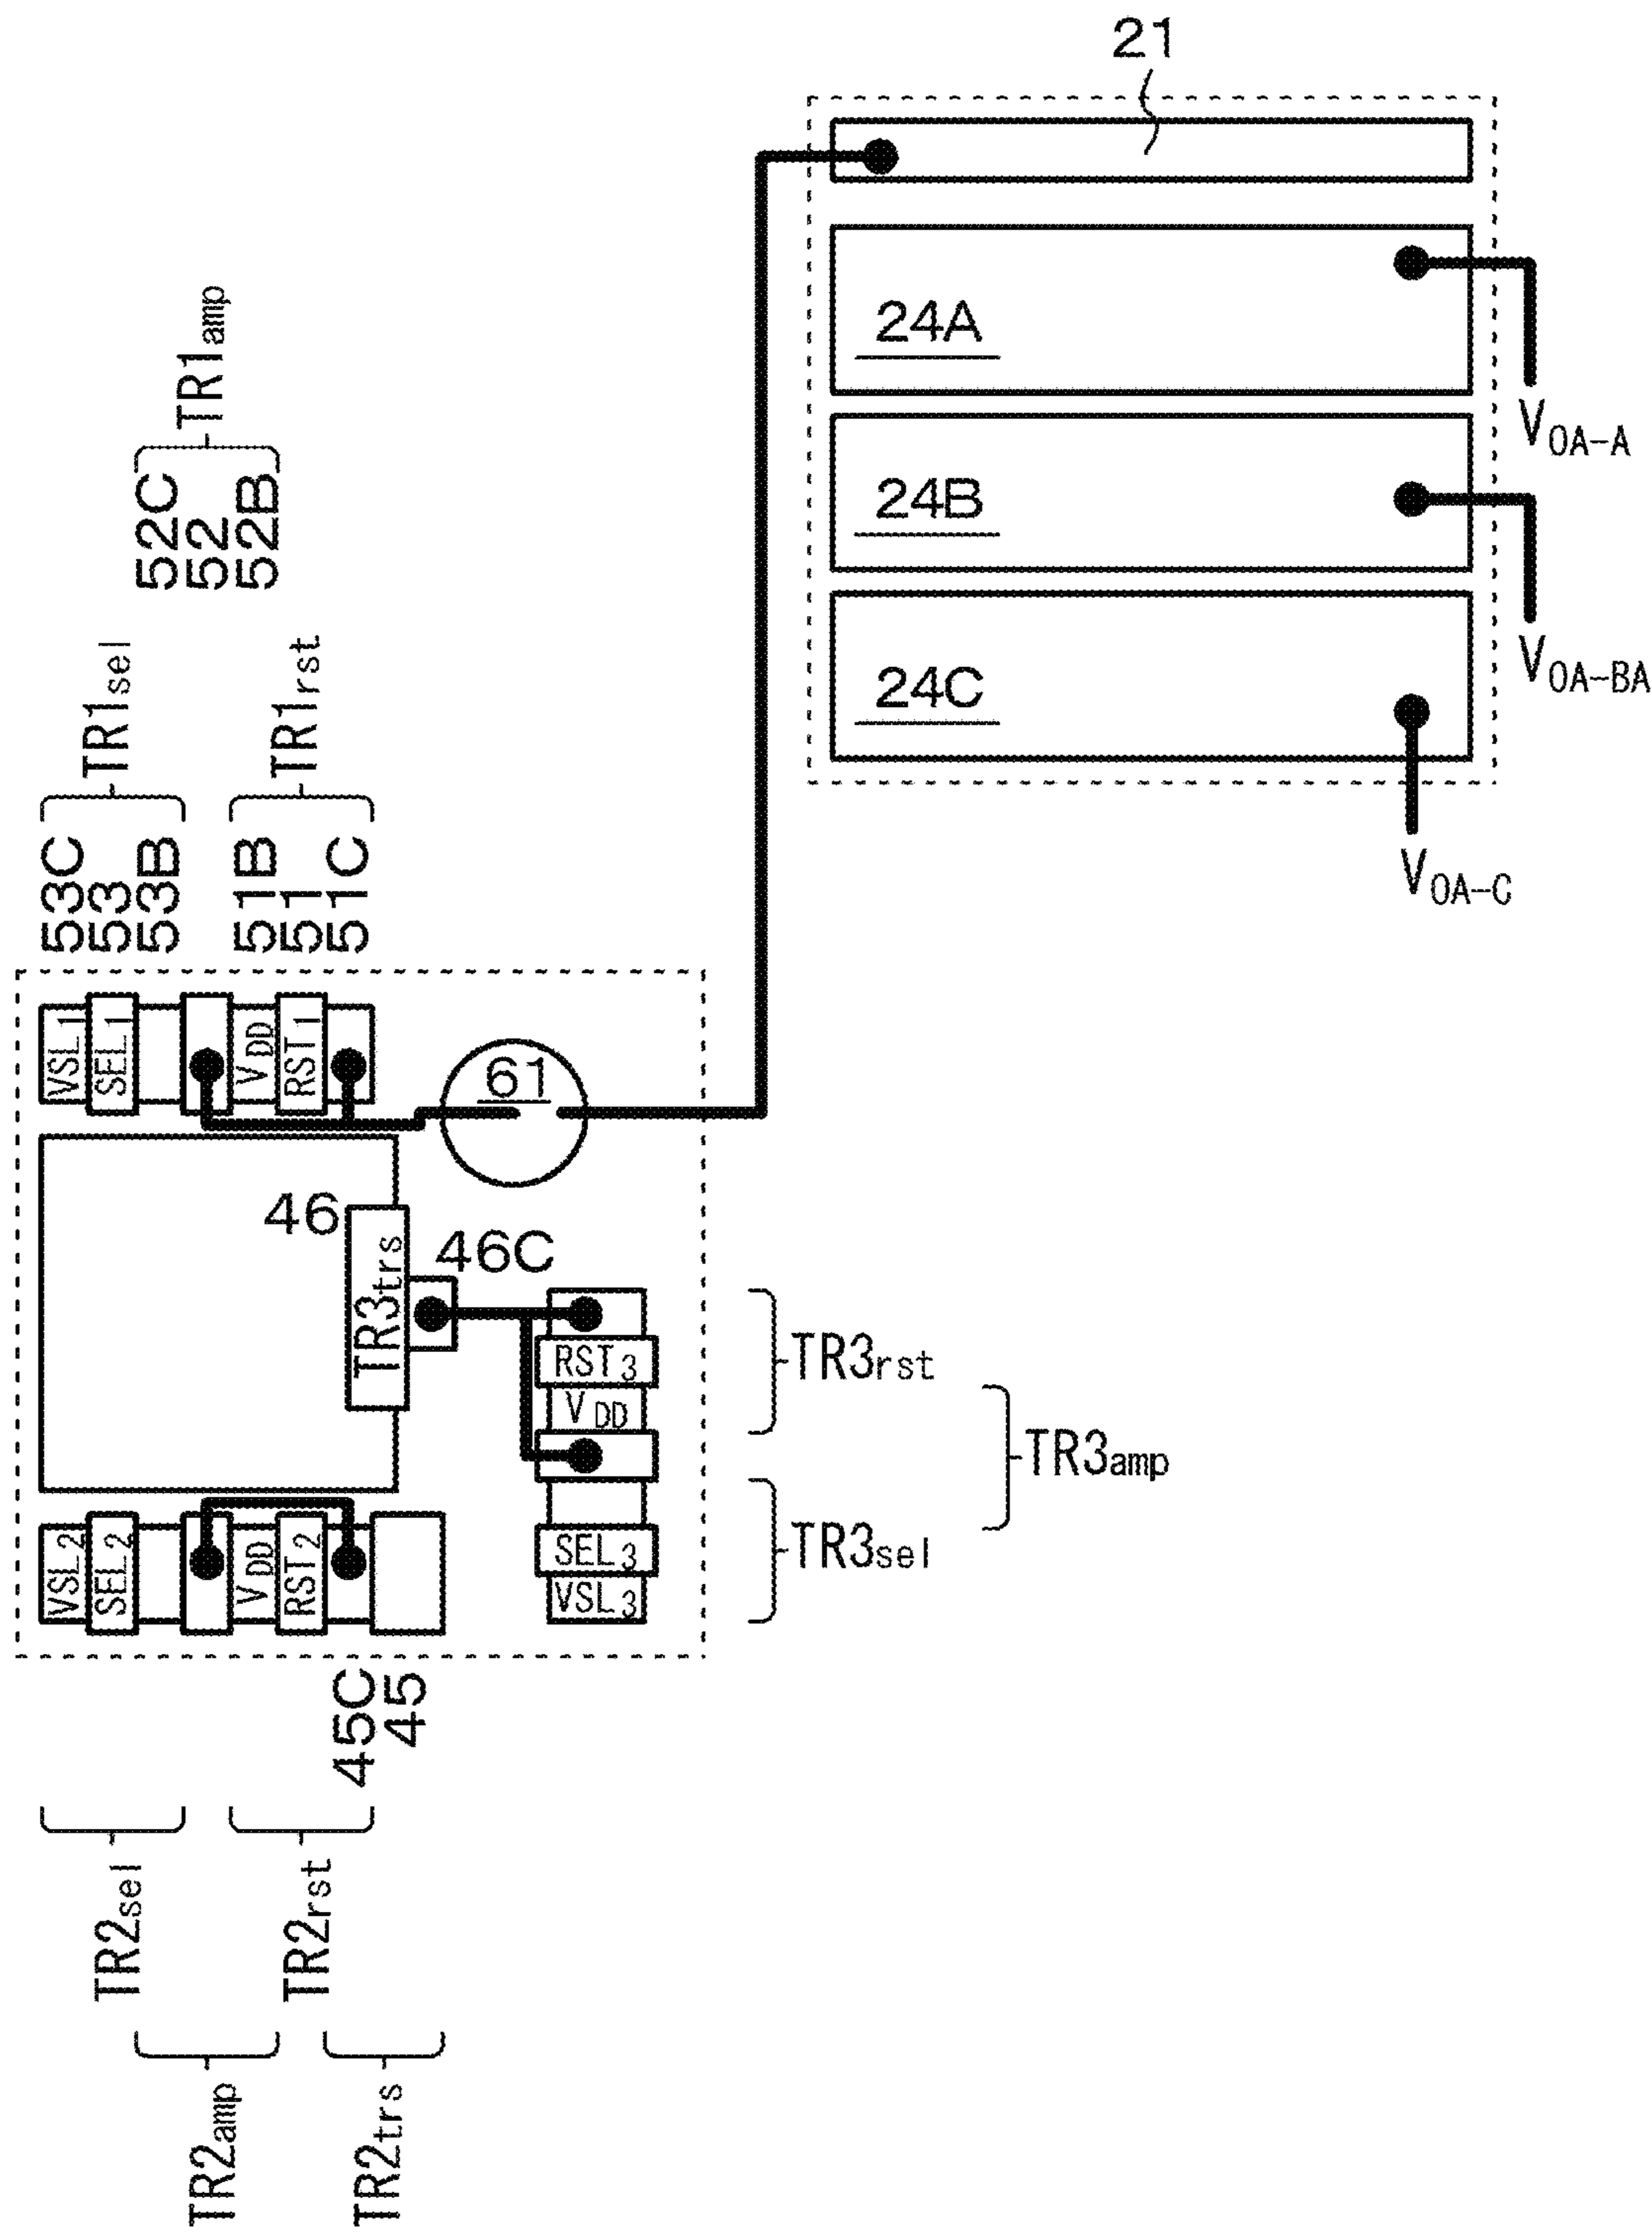 21
24A
24B
24C
V0A-A
V0A-BA
V0A-C
TR1amp
52C
52
52B
TR1sel
TR1rst
53C
53
53B
51B
51
51C
VSL1
SEL1
VDD
RST1
61
46
TR3trs
46C
RST3
VDD
SEL3
VSL3
TR3rst
TR3amp
TR3sel
VSL2
SEL2
VDD
RST2
45C
45
TR2sel
TR2rst
TR2amp
TR2trs